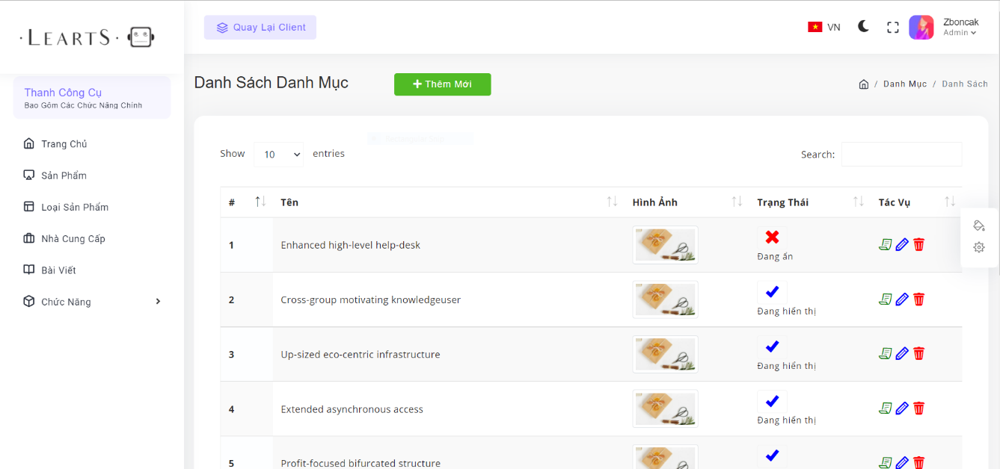 · LEARTS ·
Quay Lại Client
VN
Zboncak
Admin
Thanh Công Cụ
Bao Gồm Các Chức Năng Chính
Trang Chủ
Sản Phẩm
Loại Sản Phẩm
Nhà Cung Cấp
Bài Viết
Chức Năng
Danh Sách Danh Mục
+ Thêm Mới
/ Danh Mục / Danh Sách
Show 10 entries
Search:
# Tên Hình Ảnh Trạng Thái Tác Vụ
1 Enhanced high-level help-desk Đang ẩn
2 Cross-group motivating knowledgeuser Đang hiển thị
3 Up-sized eco-centric infrastructure Đang hiển thị
4 Extended asynchronous access Đang hiển thị
5 Profit-focused bifurcated structure